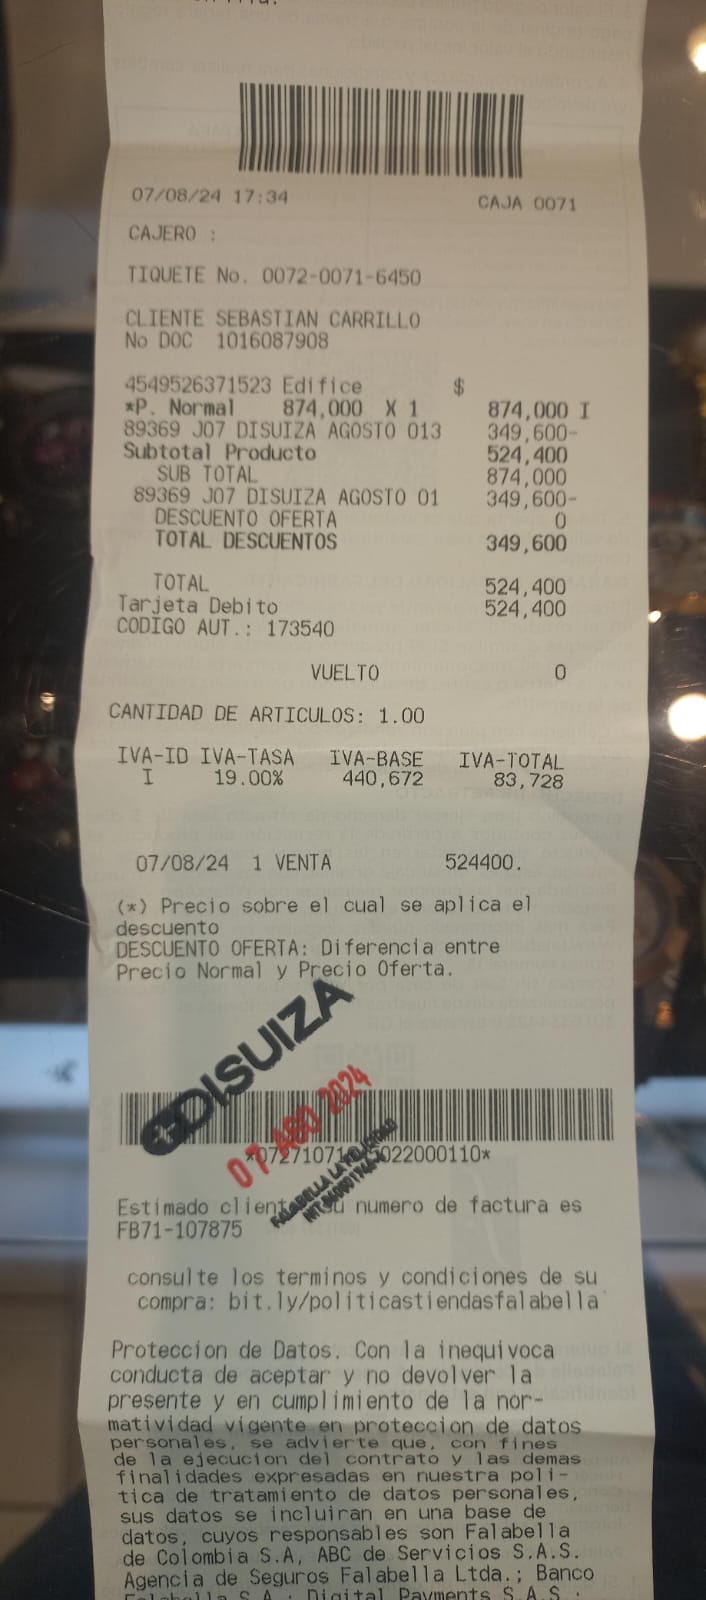 07/08/24 17:34 CAJA 0071
CAJERO :
TIQUETE No. 0072-0071-6450
CLIENTE SEBASTIAN CARRILLO
No DOC 1016087908
4549526371523 Edifice $
*P. Normal 874,000 X 1 874,000 I
89369 J07 DISUIZA AGOSTO 013 349,600-
Subtotal Producto 524,400
SUB TOTAL 874,000
89369 J07 DISUIZA AGOSTO 01 349,600-
DESCUENTO OFERTA 0
TOTAL DESCUENTOS 349,600
TOTAL 524,400
Tarjeta Debito 524,400
CODIGO AUT.: 173540
VUELTO 0
CANTIDAD DE ARTICULOS: 1.00
IVA-ID IVA-TASA IVA-BASE IVA-TOTAL
I 19.00% 440,672 83,728
07/08/24 1 VENTA 524400.
(*) Precio sobre el cual se aplica el
descuento
DESCUENTO OFERTA: Diferencia entre
Precio Normal y Precio Oferta.
DISUIZA
07 AGO 2024
FALABELLA LA FELICIDAD
Estimado cliente su numero de factura es
FB71-107875
consulte los terminos y condiciones de su
compra: bit.ly/politicastiendasfalabella
Proteccion de Datos. Con la inequivoca
conducta de aceptar y no devolver la
presente y en cumplimiento de la nor-
matividad vigente en proteccion de datos
personales, se advierte que, con fines
de la ejecucion del contrato y las demas
finalidades expresadas en nuestra poli-
tica de tratamiento de datos personales,
sus datos se incluiran en una base de
datos, cuyos responsables son Falabella
de Colombia S.A, ABC de Servicios S.A.S.
Agencia de Seguros Falabella Ltda.; Banco
Falabella S.A.; Digital Payments S.A.S.;